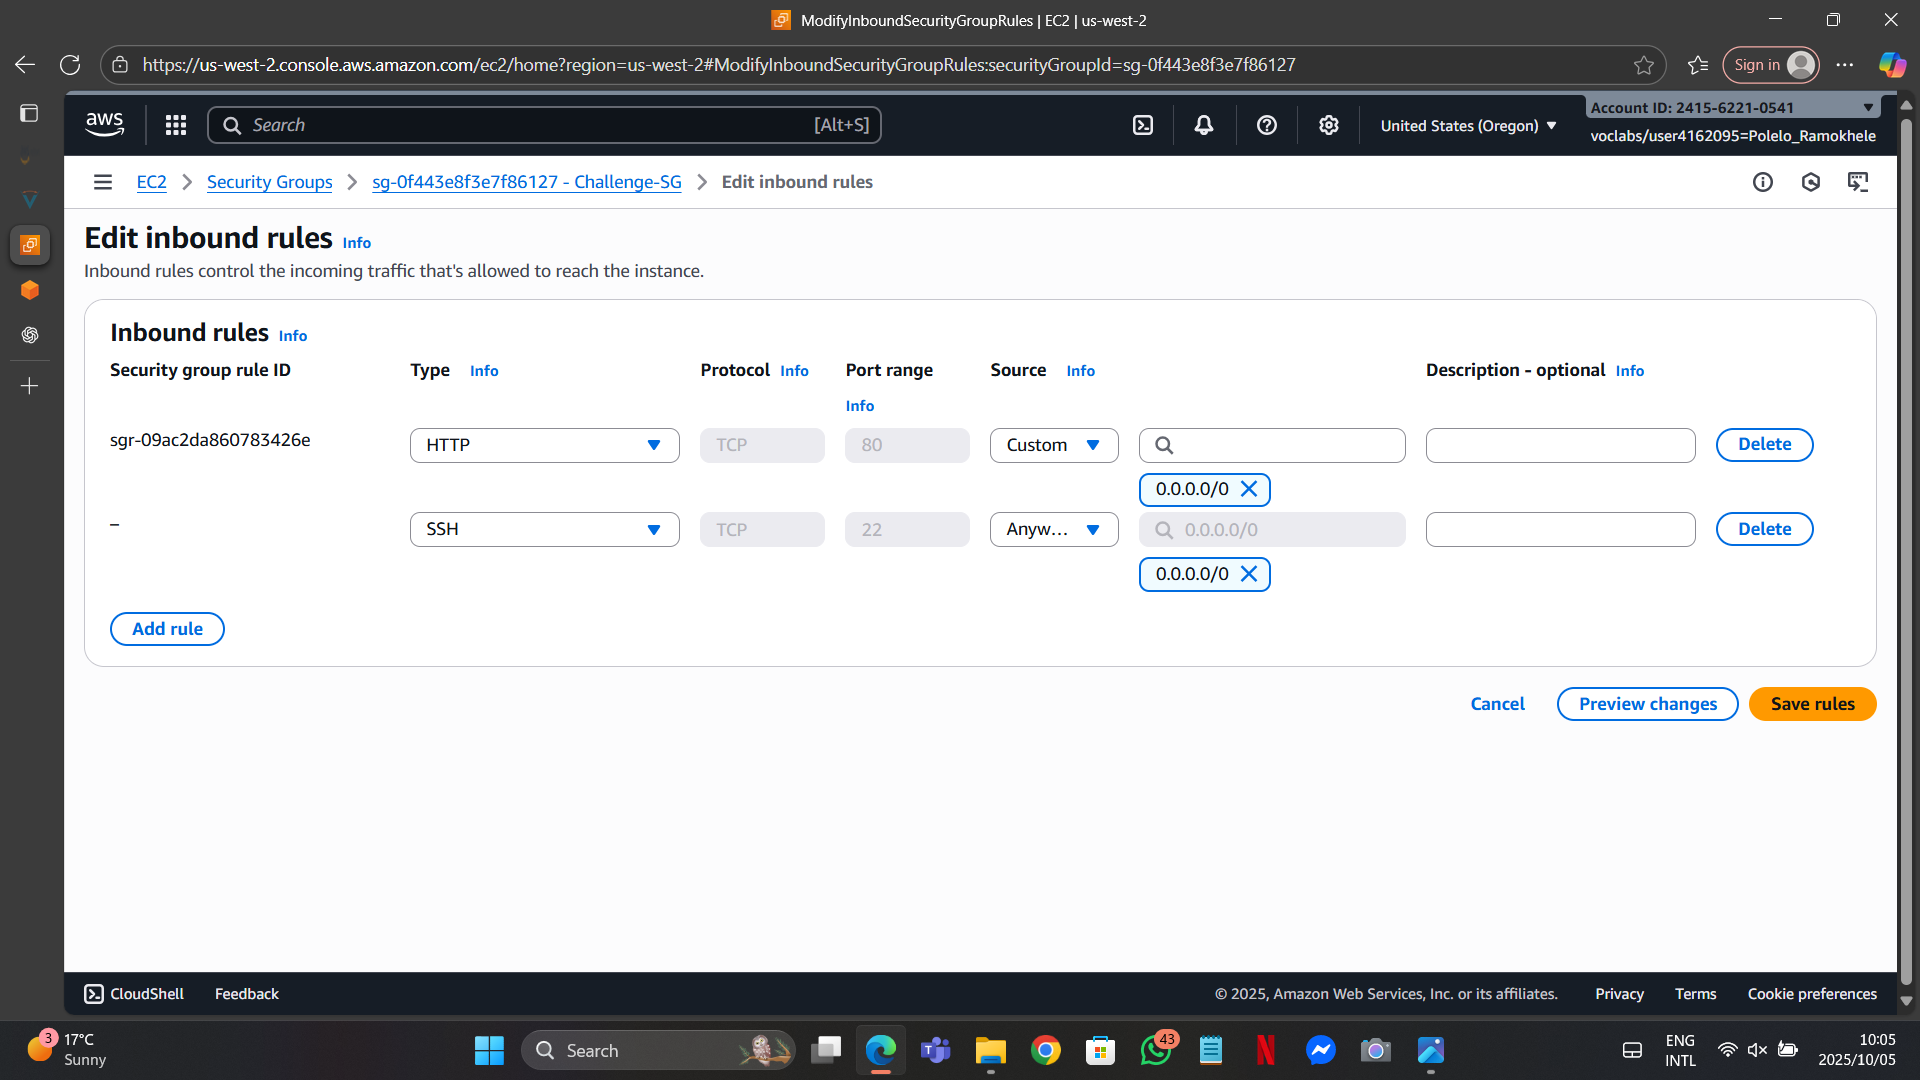 ModifyInboundSecurityGroupRules | EC2 | us-west-2
https://us-west-2.console.aws.amazon.com/ec2/home?region=us-west-2#ModifyInboundSecurityGroupRules:securityGroupId=sg-0f443e8f3e7f86127
Sign in
aws
Search [Alt+S]
United States (Oregon)
Account ID: 2415-6221-0541
voclabs/user4162095=Polelo_Ramokhele
EC2 > Security Groups > sg-0f443e8f3e7f86127 - Challenge-SG > Edit inbound rules
Edit inbound rules Info
Inbound rules control the incoming traffic that's allowed to reach the instance.
Inbound rules Info
Security group rule ID Type Info Protocol Info Port range Info Source Info Description - optional Info
sgr-09ac2da860783426e HTTP TCP 80 Custom Delete
0.0.0.0/0
– SSH TCP 22 Anyw... 0.0.0.0/0 Delete
0.0.0.0/0
Add rule
Cancel Preview changes Save rules
CloudShell Feedback © 2025, Amazon Web Services, Inc. or its affiliates. Privacy Terms Cookie preferences
3
17°C
Sunny
Search
43
ENG
INTL
10:05
2025/10/05